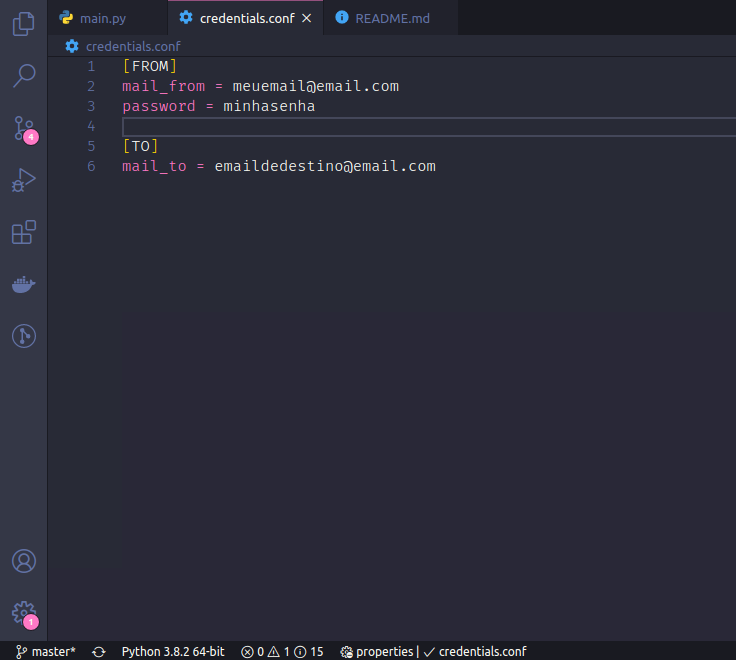 main.py credentials.conf README.md
credentials.conf
1 [FROM]
2 mail_from = meuemail@email.com
3 password = minhasenha
4
5 [TO]
6 mail_to = emaildedestino@email.com
4
1
master* Python 3.8.2 64-bit 0 1 15 properties | ✓ credentials.conf